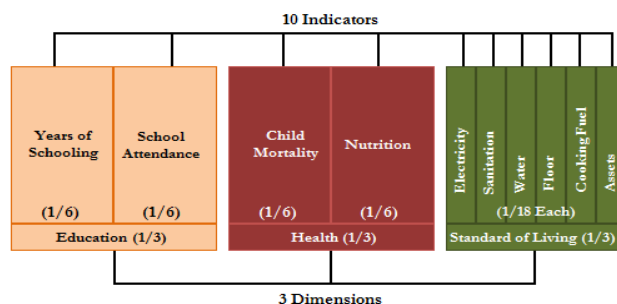 10 Indicators
Years of
Schooling
School
Attendance
Child
Mortality
Nutrition
Electricity
Sanitation
Water
Floor
Cooking Fuel
Assets
(1/6)
(1/6)
(1/6)
(1/6)
(1/18 Each)
Education (1/3)
Health (1/3)
Standard of Living (1/3)
3 Dimensions